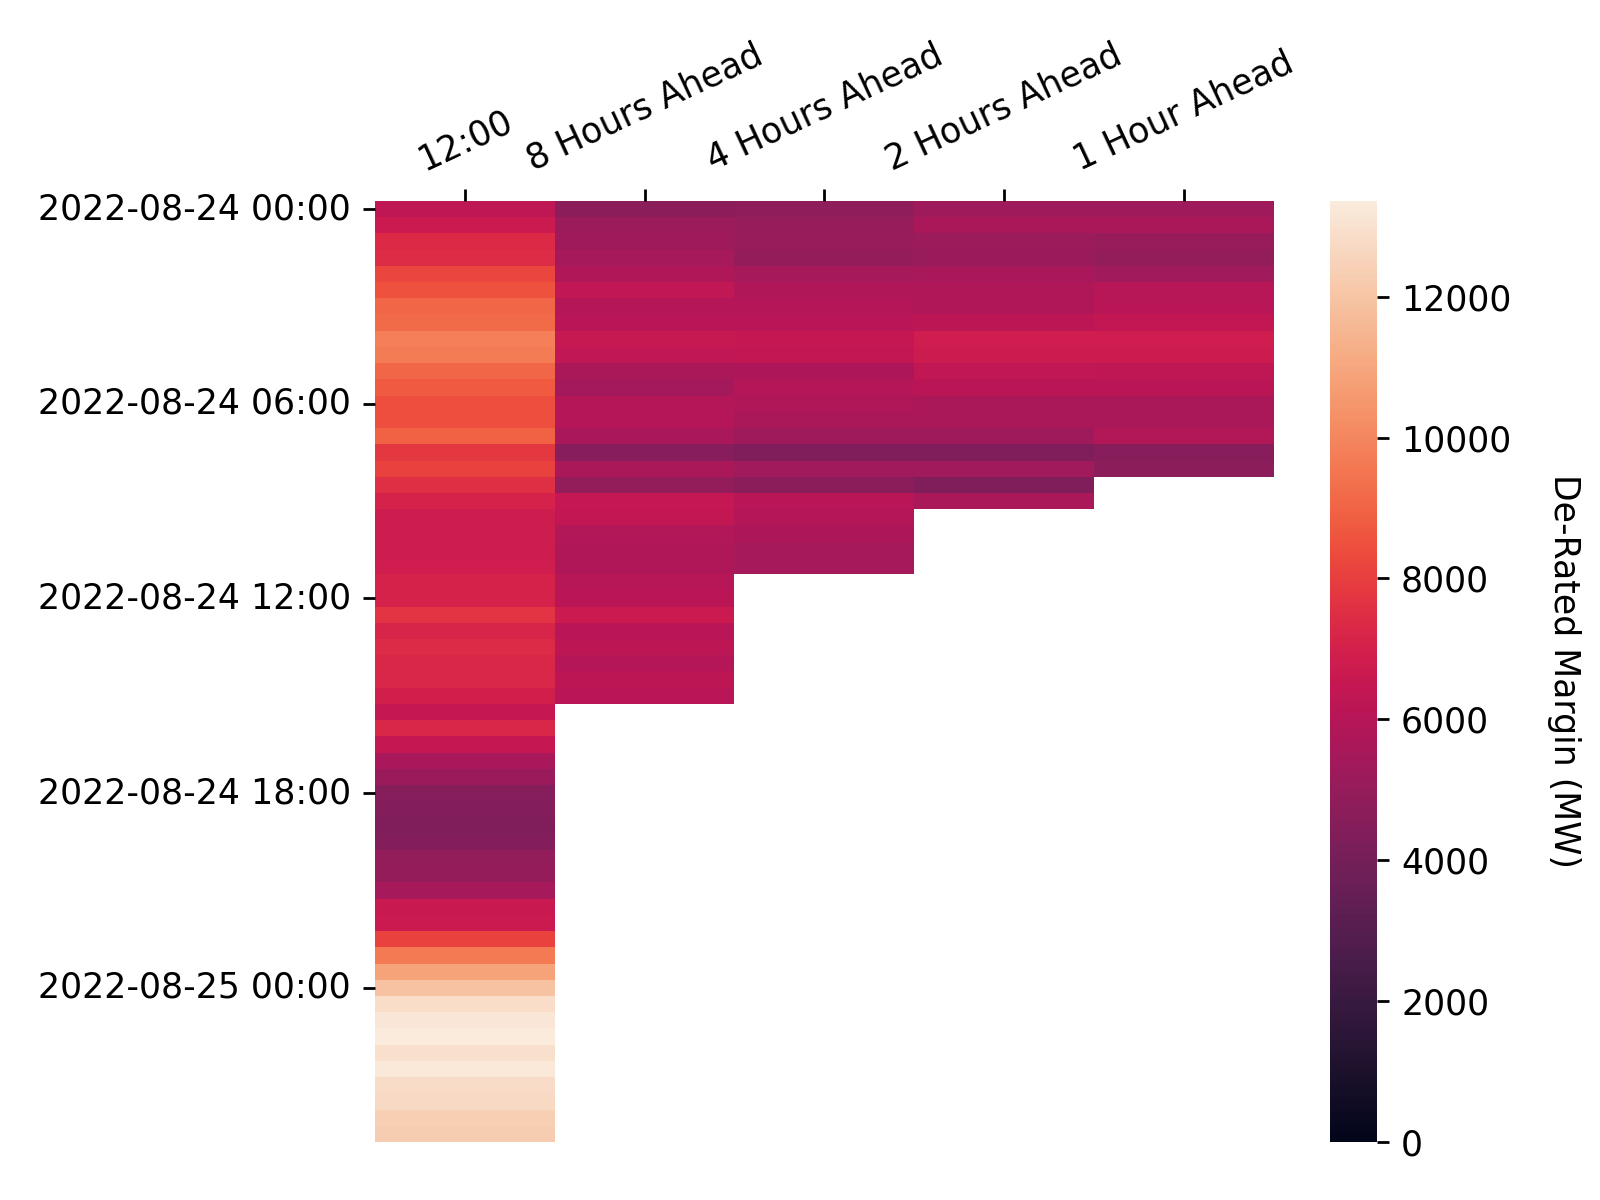 12:00
8 Hours Ahead
4 Hours Ahead
2 Hours Ahead
1 Hour Ahead
2022-08-24 00:00
2022-08-24 06:00
2022-08-24 12:00
2022-08-24 18:00
2022-08-25 00:00
12000
10000
8000
6000
4000
2000
0
De-Rated Margin (MW)